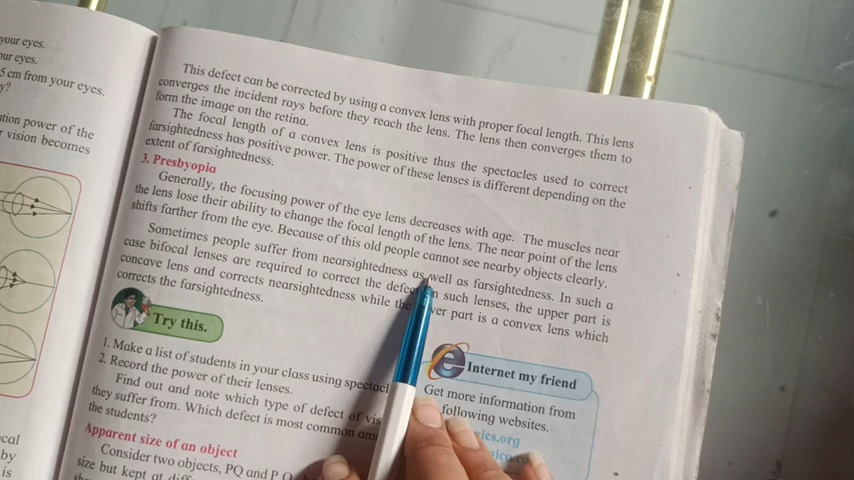 your eyes.
our eyes.
5 cm from your eyes.
y?
ation power of the
r vision becomes
ocal
by
is
This defect can be corrected by using a convex lens with proper focal length. This lens
converges the incident rays before they reach the lens. The lens then converges them to
form the image on the retina.
The focal length of a convex lens is positive thus the spectacles used to correct
farsightedness has positive power. The power of these lenses is different depending on the
extent of farsightedness.
3. Presbyopia
Generally, the focusing power of the eye lens decreases with age. The muscles near
the lens lose their ability to change the focal length of the lens. The near point of the lens
shifts farther from the eye. Because of this old people cannot see nearby objects clearly.
Sometimes people suffer from nearsightedness as well as farsightedness. In such a
case bifocal lenses are required to correct the defec n such lenses, the upper part is
concave lens and corrects nearsightedness while the er part is a convex lens which
corrects the farsightedness.
Try this.
1. Make a list of students in your class using spectacl
2. Record the power of their lenses.
Find out and note which type of defect of vis
they suffer from. Which defect is most common am
the students?
Internet my friend
Get more information from
following websites.
sics.org
Apparent size of an object
Consider two objects, PQ and P
size but kept at